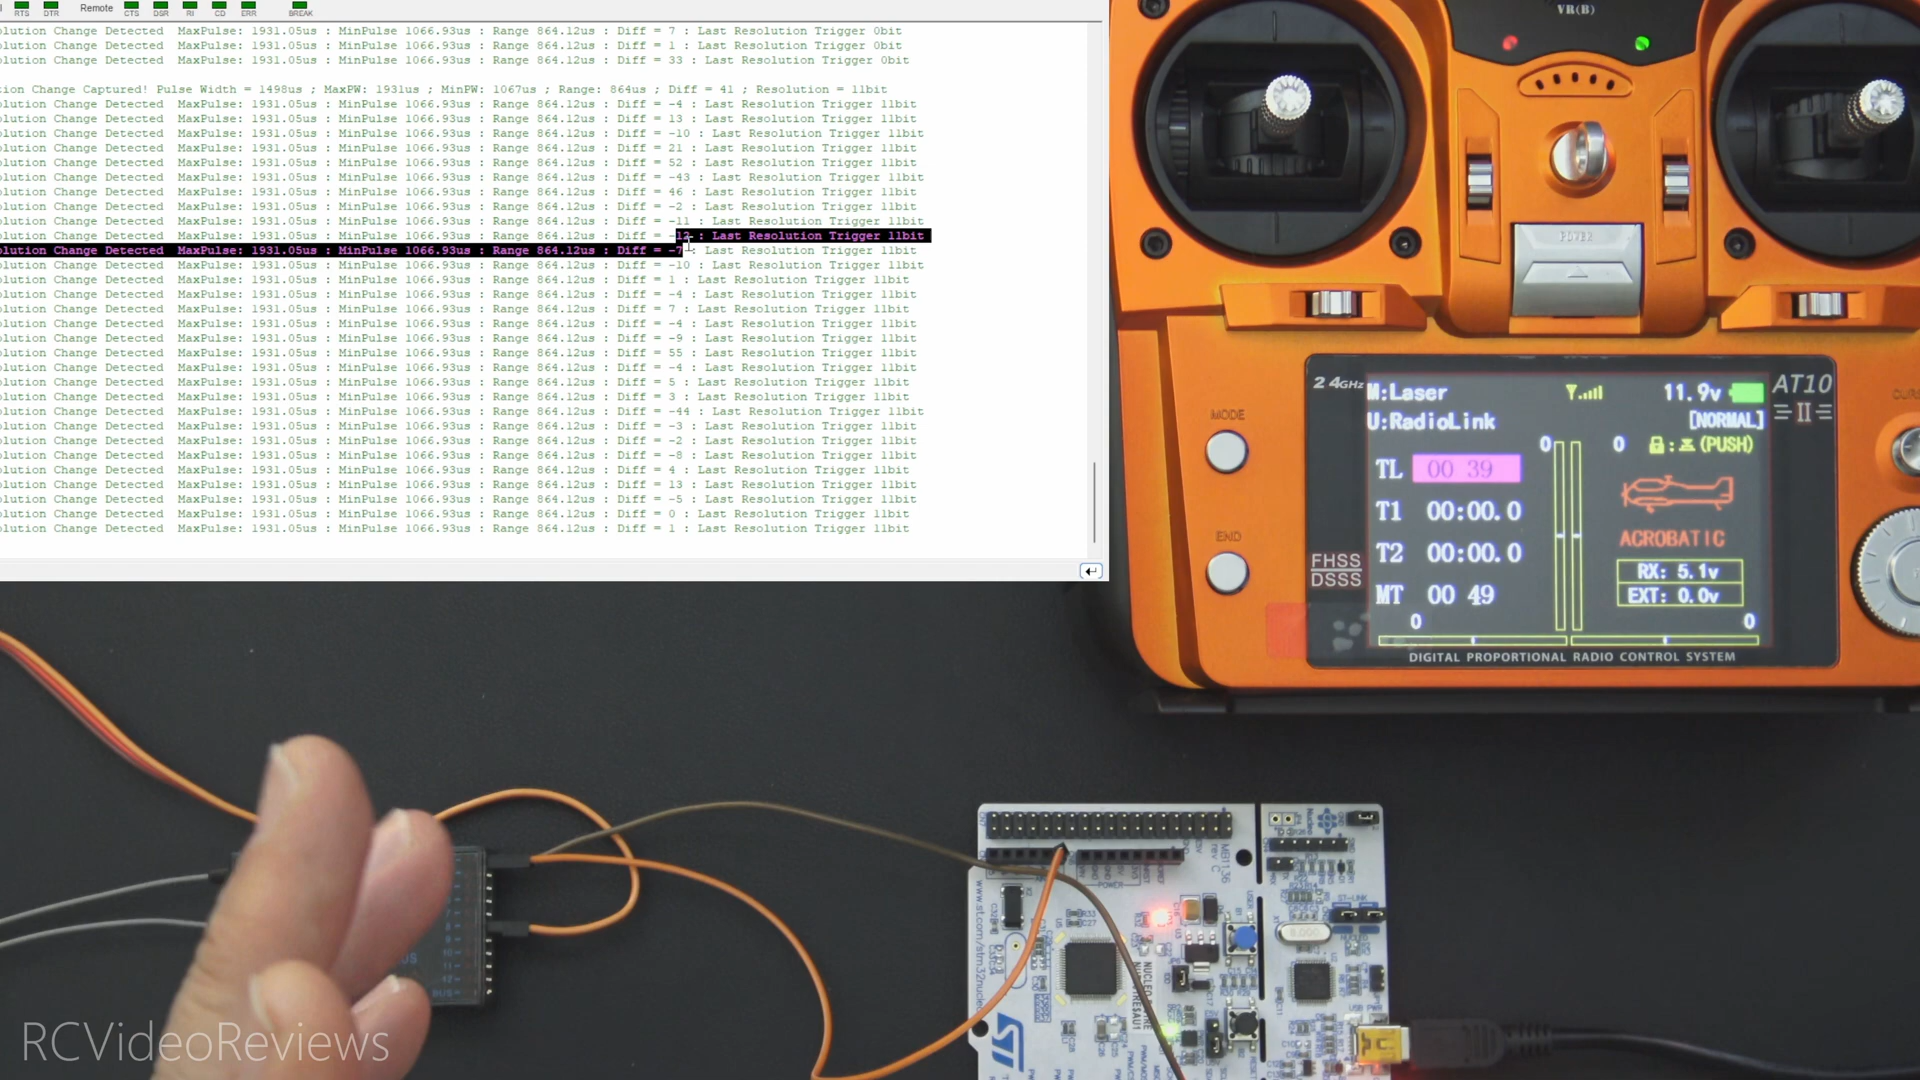 RTS DTR Remote CTS DSR RI CD ERR BREAK
olution Change Detected MaxPulse: 1931.05us : MinPulse 1066.93us : Range 864.12us : Diff = 7 : Last Resolution Trigger 0bit
olution Change Detected MaxPulse: 1931.05us : MinPulse 1066.93us : Range 864.12us : Diff = 1 : Last Resolution Trigger 0bit
olution Change Detected MaxPulse: 1931.05us : MinPulse 1066.93us : Range 864.12us : Diff = 33 : Last Resolution Trigger 0bit
tion Change Captured! Pulse Width = 1498us ; MaxPW: 1931us ; MinPW: 1067us ; Range: 864us ; Diff = 41 ; Resolution = 11bit
olution Change Detected MaxPulse: 1931.05us : MinPulse 1066.93us : Range 864.12us : Diff = -4 : Last Resolution Trigger 11bit
olution Change Detected MaxPulse: 1931.05us : MinPulse 1066.93us : Range 864.12us : Diff = 13 : Last Resolution Trigger 11bit
olution Change Detected MaxPulse: 1931.05us : MinPulse 1066.93us : Range 864.12us : Diff = -10 : Last Resolution Trigger 11bit
olution Change Detected MaxPulse: 1931.05us : MinPulse 1066.93us : Range 864.12us : Diff = 21 : Last Resolution Trigger 11bit
olution Change Detected MaxPulse: 1931.05us : MinPulse 1066.93us : Range 864.12us : Diff = 52 : Last Resolution Trigger 11bit
olution Change Detected MaxPulse: 1931.05us : MinPulse 1066.93us : Range 864.12us : Diff = -43 : Last Resolution Trigger 11bit
olution Change Detected MaxPulse: 1931.05us : MinPulse 1066.93us : Range 864.12us : Diff = 46 : Last Resolution Trigger 11bit
olution Change Detected MaxPulse: 1931.05us : MinPulse 1066.93us : Range 864.12us : Diff = -2 : Last Resolution Trigger 11bit
olution Change Detected MaxPulse: 1931.05us : MinPulse 1066.93us : Range 864.12us : Diff = -11 : Last Resolution Trigger 11bit
olution Change Detected MaxPulse: 1931.05us : MinPulse 1066.93us : Range 864.12us : Diff = -12 : Last Resolution Trigger 11bit
olution Change Detected MaxPulse: 1931.05us : MinPulse 1066.93us : Range 864.12us : Diff = -7 : Last Resolution Trigger 11bit
olution Change Detected MaxPulse: 1931.05us : MinPulse 1066.93us : Range 864.12us : Diff = -10 : Last Resolution Trigger 11bit
olution Change Detected MaxPulse: 1931.05us : MinPulse 1066.93us : Range 864.12us : Diff = 1 : Last Resolution Trigger 11bit
olution Change Detected MaxPulse: 1931.05us : MinPulse 1066.93us : Range 864.12us : Diff = -4 : Last Resolution Trigger 11bit
olution Change Detected MaxPulse: 1931.05us : MinPulse 1066.93us : Range 864.12us : Diff = 7 : Last Resolution Trigger 11bit
olution Change Detected MaxPulse: 1931.05us : MinPulse 1066.93us : Range 864.12us : Diff = -4 : Last Resolution Trigger 11bit
olution Change Detected MaxPulse: 1931.05us : MinPulse 1066.93us : Range 864.12us : Diff = -9 : Last Resolution Trigger 11bit
olution Change Detected MaxPulse: 1931.05us : MinPulse 1066.93us : Range 864.12us : Diff = 55 : Last Resolution Trigger 11bit
olution Change Detected MaxPulse: 1931.05us : MinPulse 1066.93us : Range 864.12us : Diff = -4 : Last Resolution Trigger 11bit
olution Change Detected MaxPulse: 1931.05us : MinPulse 1066.93us : Range 864.12us : Diff = 5 : Last Resolution Trigger 11bit
olution Change Detected MaxPulse: 1931.05us : MinPulse 1066.93us : Range 864.12us : Diff = 3 : Last Resolution Trigger 11bit
olution Change Detected MaxPulse: 1931.05us : MinPulse 1066.93us : Range 864.12us : Diff = -44 : Last Resolution Trigger 11bit
olution Change Detected MaxPulse: 1931.05us : MinPulse 1066.93us : Range 864.12us : Diff = -3 : Last Resolution Trigger 11bit
olution Change Detected MaxPulse: 1931.05us : MinPulse 1066.93us : Range 864.12us : Diff = -2 : Last Resolution Trigger 11bit
olution Change Detected MaxPulse: 1931.05us : MinPulse 1066.93us : Range 864.12us : Diff = -8 : Last Resolution Trigger 11bit
olution Change Detected MaxPulse: 1931.05us : MinPulse 1066.93us : Range 864.12us : Diff = 4 : Last Resolution Trigger 11bit
olution Change Detected MaxPulse: 1931.05us : MinPulse 1066.93us : Range 864.12us : Diff = 13 : Last Resolution Trigger 11bit
olution Change Detected MaxPulse: 1931.05us : MinPulse 1066.93us : Range 864.12us : Diff = -5 : Last Resolution Trigger 11bit
olution Change Detected MaxPulse: 1931.05us : MinPulse 1066.93us : Range 864.12us : Diff = 0 : Last Resolution Trigger 11bit
olution Change Detected MaxPulse: 1931.05us : MinPulse 1066.93us : Range 864.12us : Diff = 1 : Last Resolution Trigger 11bit
VR(B)
POWER
2.4GHz
AT10
II
MODE
END
FHSS
DSSS
M:Laser 11.9v
U:RadioLink [NORMAL]
0 0 (PUSH)
TL 00 39
T1 00:00.0
T2 00:00.0
MT 00 49
ACROBATIC
RX: 5.1v
EXT: 0.0v
0 0
DIGITAL PROPORTIONAL RADIO CONTROL SYSTEM
MB1136
rev C
POWER
ST-LINK
www.st.com/stm32nucleo
8.000
ST
RCVideoReviews